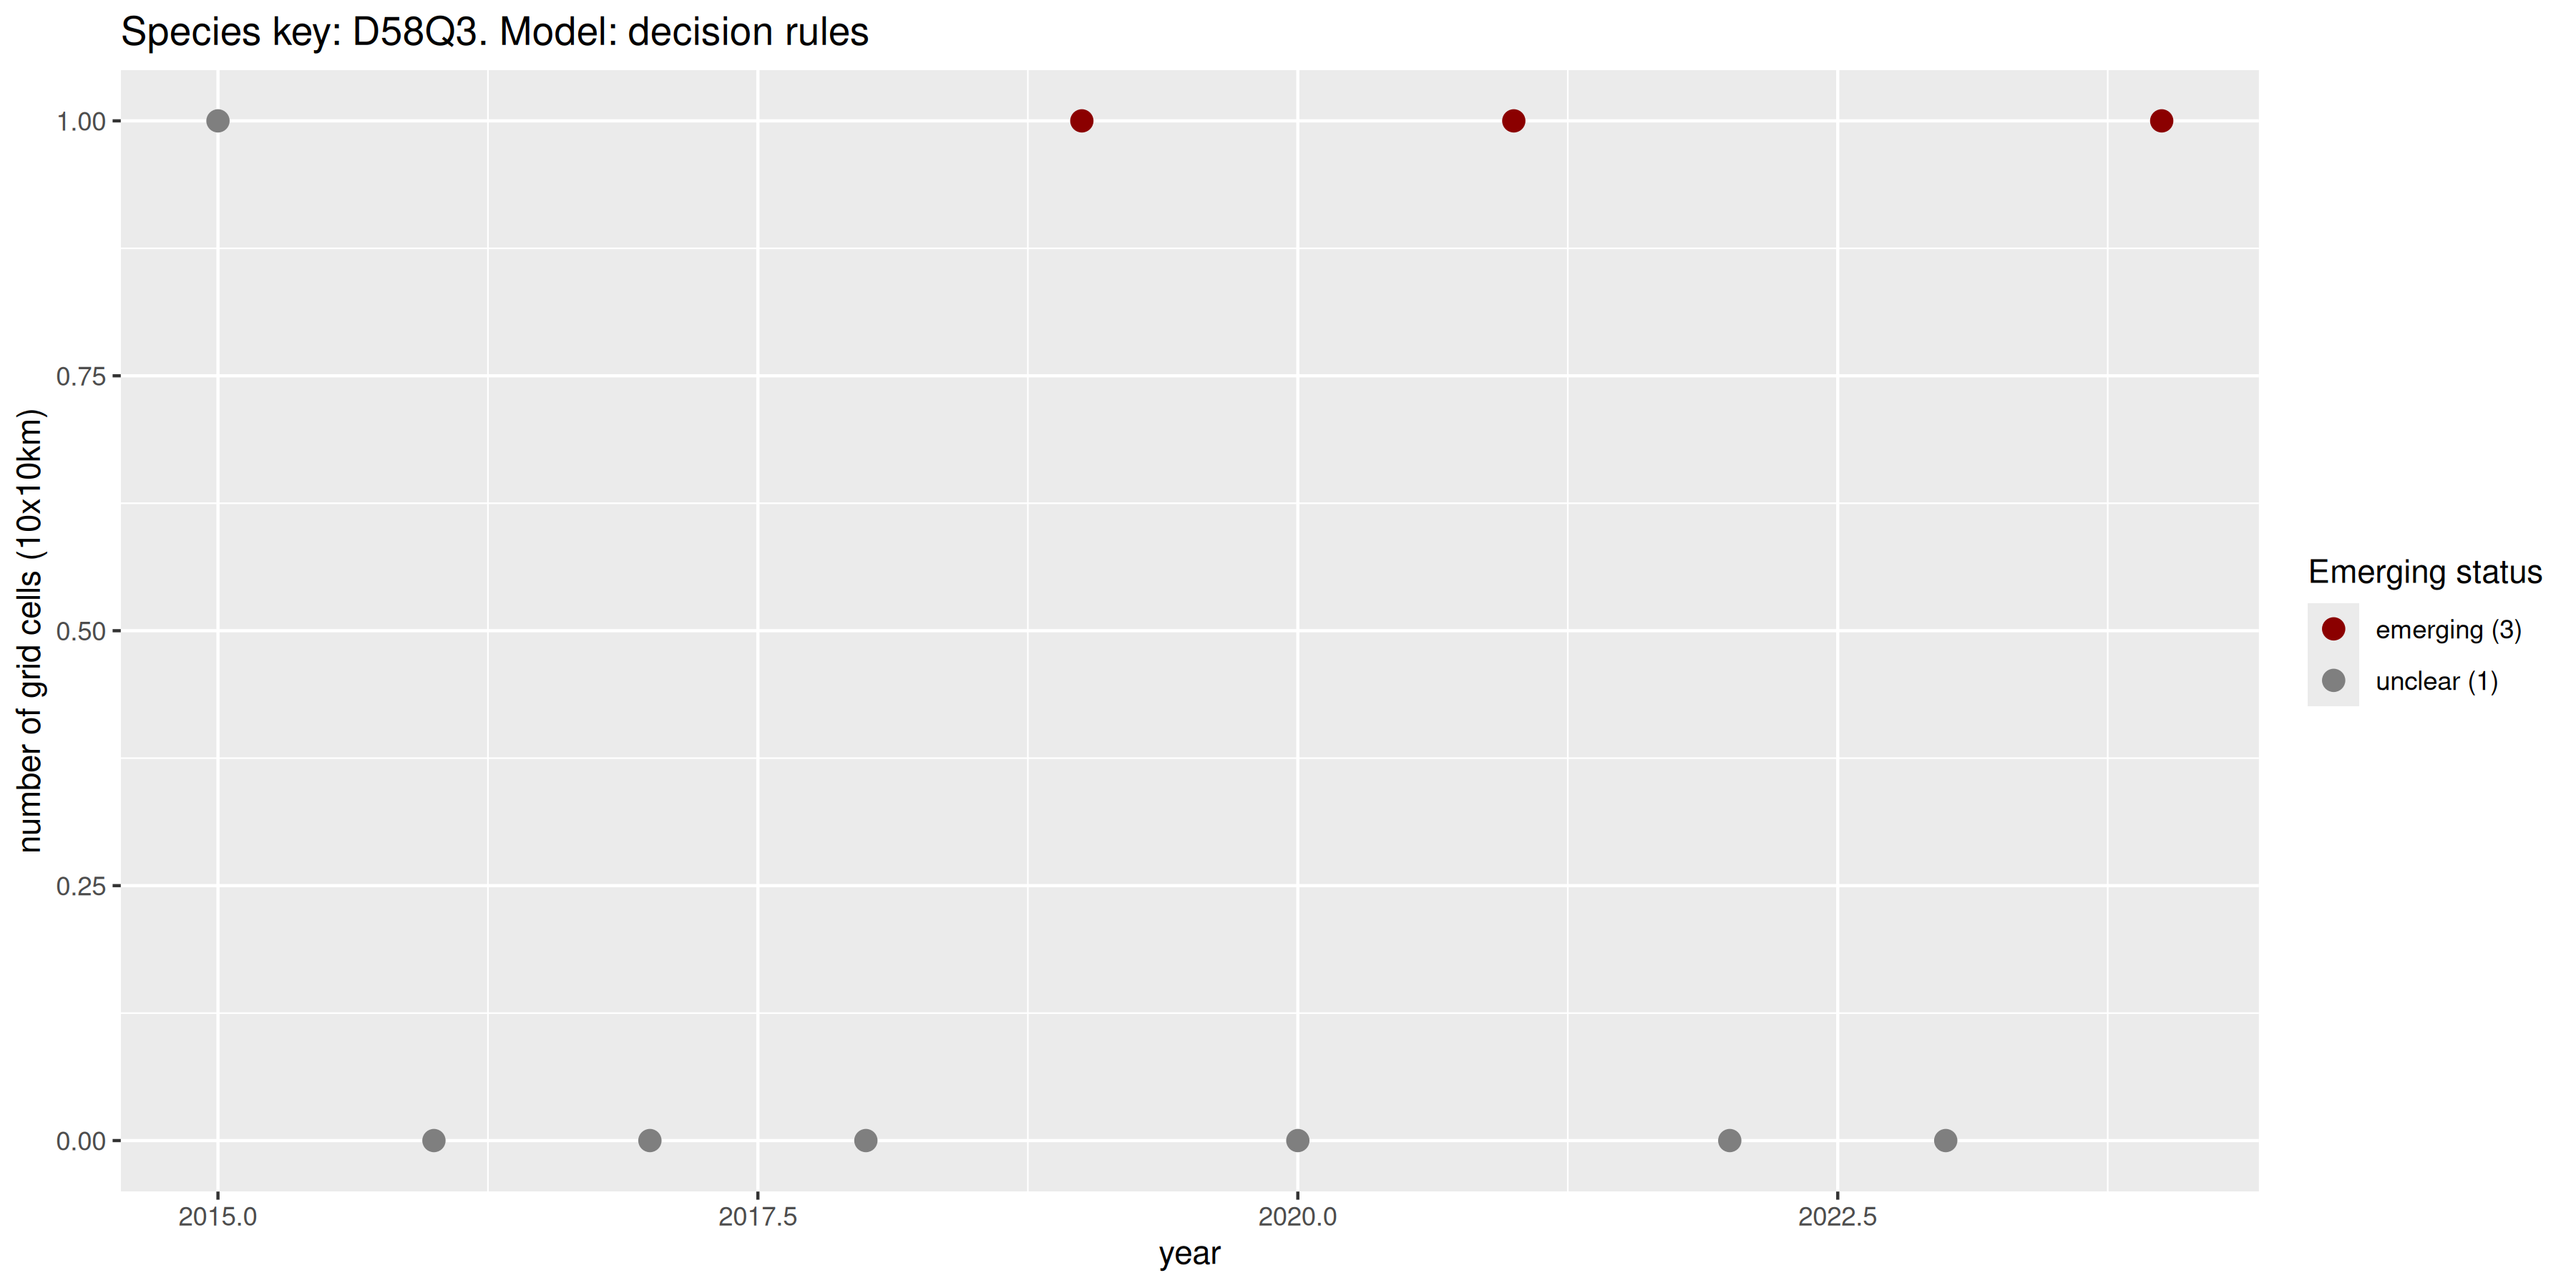 Species key: D58Q3. Model: decision rules
1.00
0.75
0.50
0.25
0.00
number of grid cells (10x10km)
2015.0
2017.5
2020.0
2022.5
year
Emerging status
emerging (3)
unclear (1)